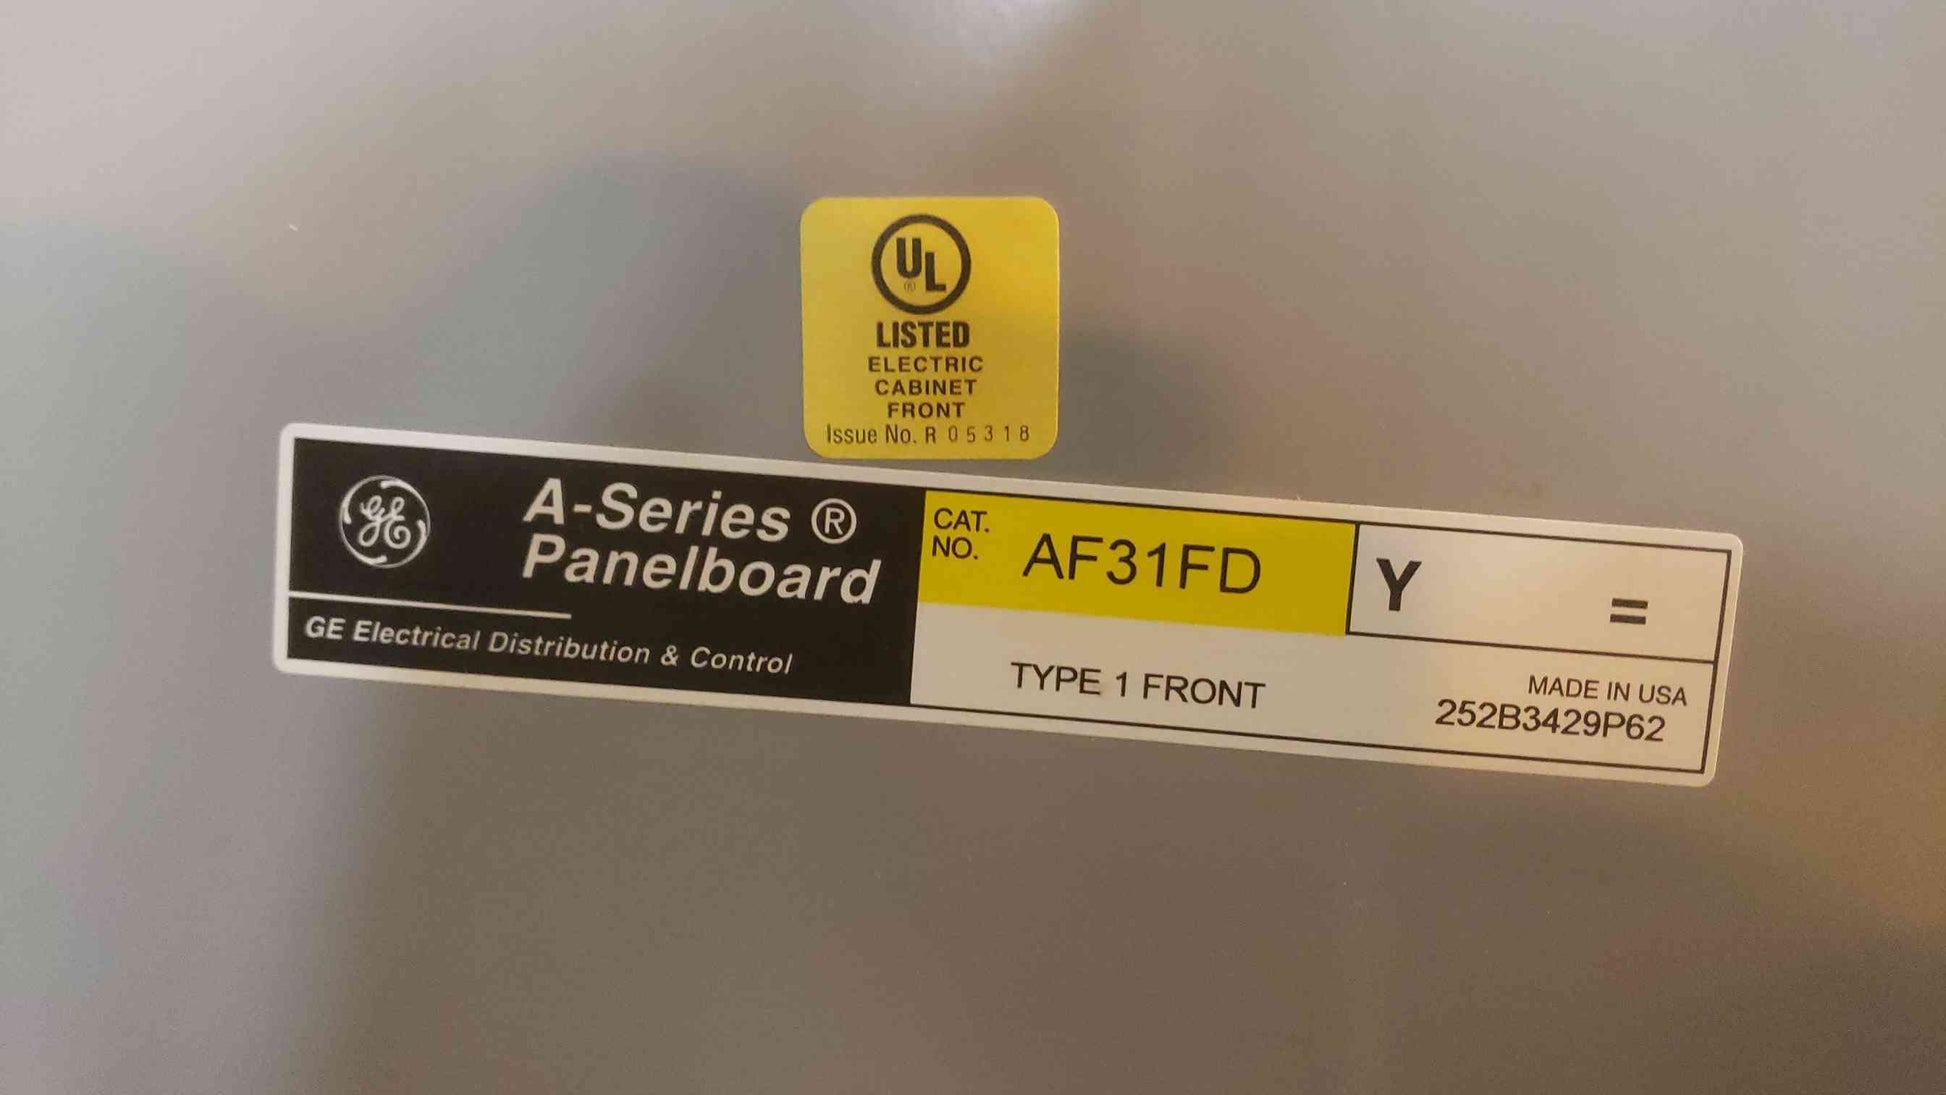 UL
®
LISTED
ELECTRIC
CABINET
FRONT
Issue No. R 05318
GE
A-Series ®
Panelboard
GE Electrical Distribution & Control
CAT.
NO.
AF31FD
Y =
TYPE 1 FRONT
MADE IN USA
252B3429P62